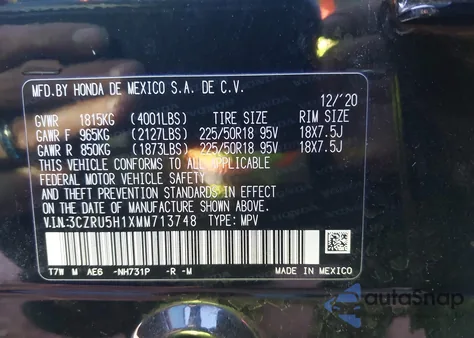 MFD.BY HONDA DE MEXICO S.A. DE C.V.
12/'20
GVWR 1815KG (4001LBS) TIRE SIZE RIM SIZE
GAWR F 965KG (2127LBS) 225/50R18 95V 18X7.5J
GAWR R 850KG (1873LBS) 225/50R18 95V 18X7.5J
THIS VEHICLE CONFORMS TO ALL APPLICABLE
FEDERAL MOTOR VEHICLE SAFETY
AND THEFT PREVENTION STANDARDS IN EFFECT
ON THE DATE OF MANUFACTURE SHOWN ABOVE.
V.I.N:3CZRU5H1XMM713748 TYPE: MPV
T7W M AE6 -NH731P -R -M MADE IN MEXICO
autoSnap